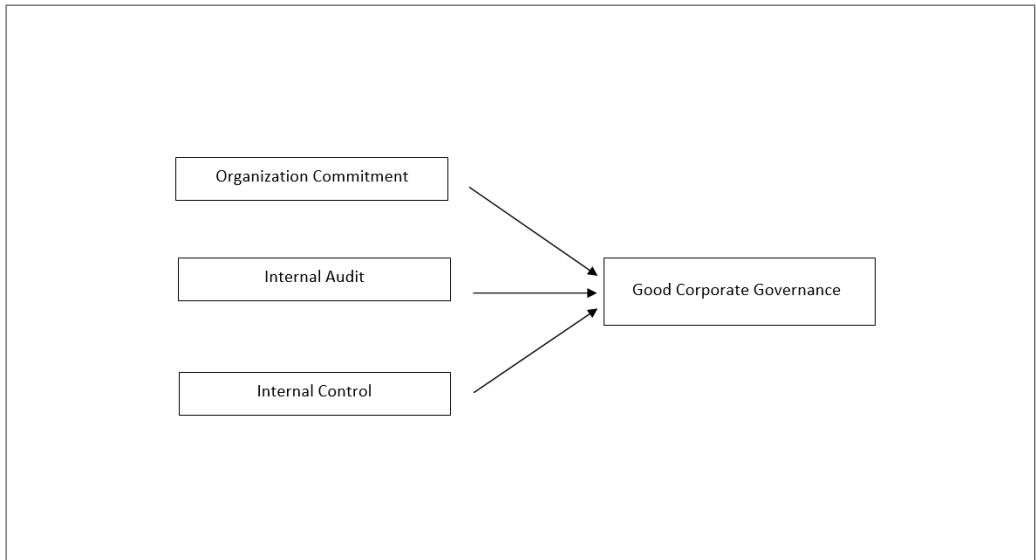 Organization Commitment
Internal Audit
Good Corporate Governance
Internal Control